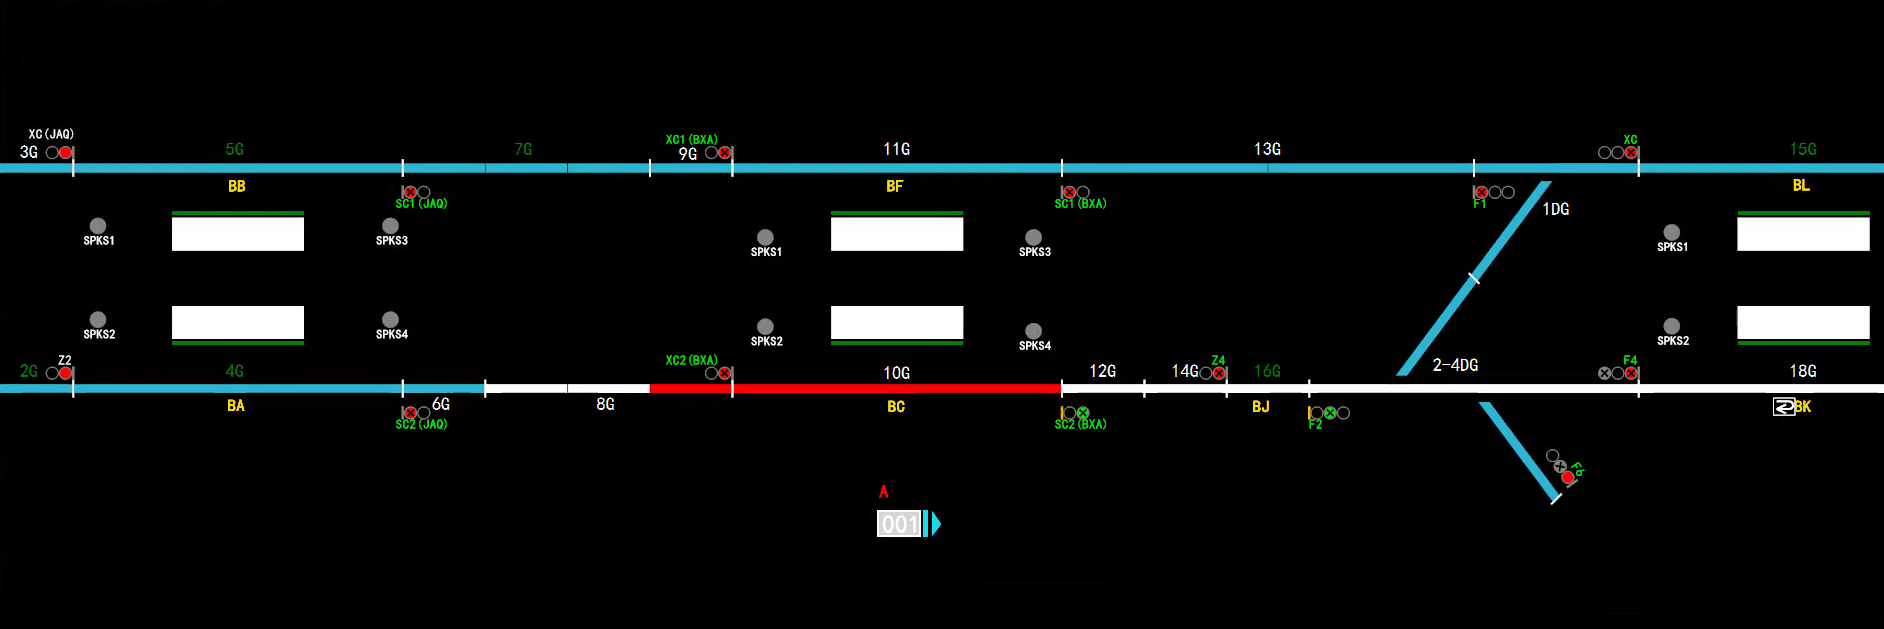 XC(JAQ)
3G
5G
7G
XC1(BXA)
9G
11G
13G
XC
15G
BB
SC1(JAQ)
BF
SC1(BXA)
F1
1DG
BL
SPKS1
SPKS3
SPKS1
SPKS3
SPKS1
SPKS2
SPKS4
SPKS2
SPKS4
SPKS2
2G
Z2
4G
XC2(BXA)
10G
12G
14G
Z4
16G
2-4DG
F4
18G
BA
SC2(JAQ)
6G
8G
BC
SC2(BXA)
BJ
F2
BK
F6
A
001